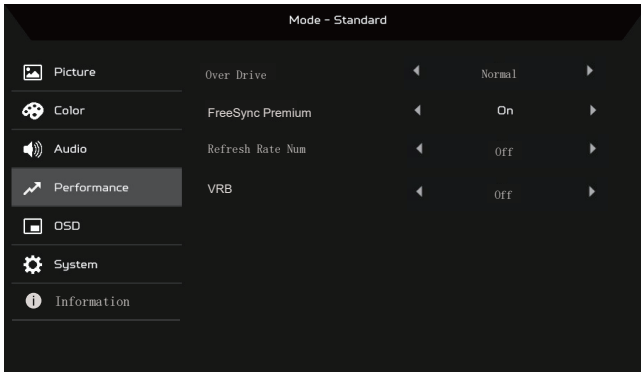 Mode - Standard
Picture
Over Drive Normal
Color
FreeSync Premium On
Audio
Refresh Rate Num Off
Performance
VRB Off
OSD
System
Information